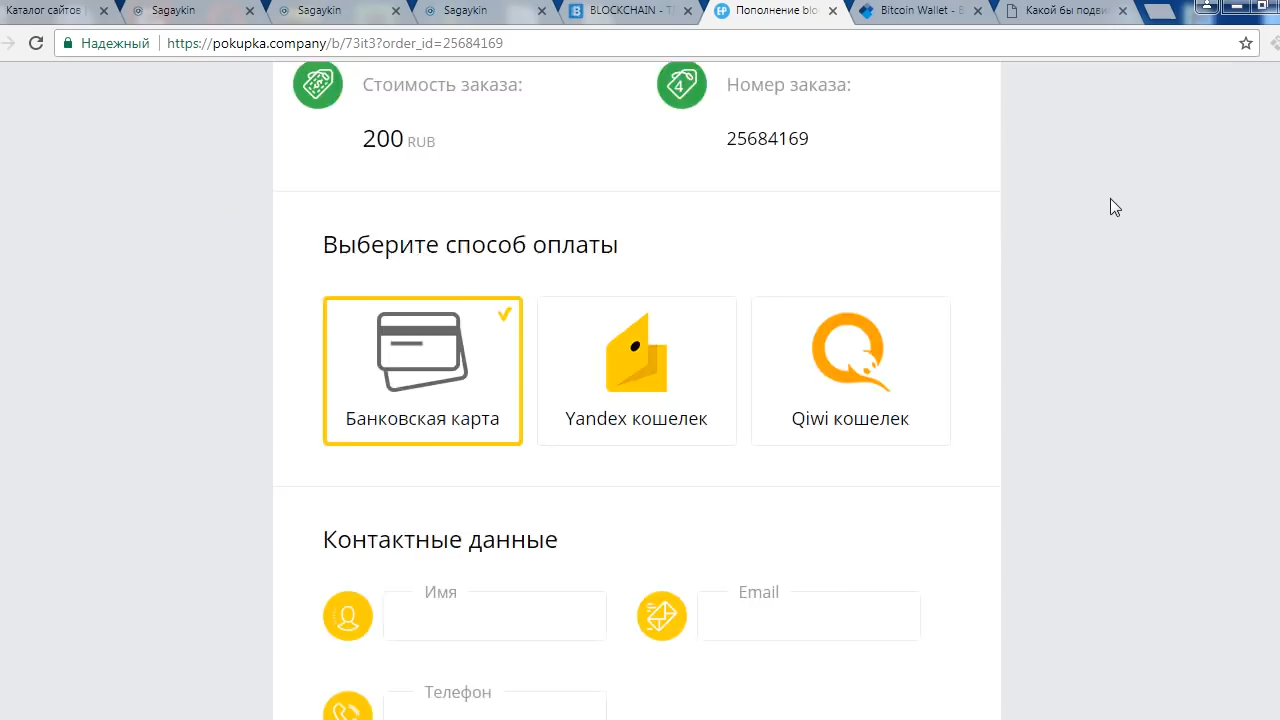 Каталог сайтов
Sagaykin
Sagaykin
Sagaykin
BLOCKCHAIN - Т
Пополнение blo
Bitcoin Wallet - B
Какой бы подви
Надежный
https://pokupka.company/b/73it3?order_id=25684169
Стоимость заказа:
Номер заказа:
200 RUB
25684169
Выберите способ оплаты
Банковская карта
Yandex кошелек
Qiwi кошелек
Контактные данные
Имя
Email
Телефон